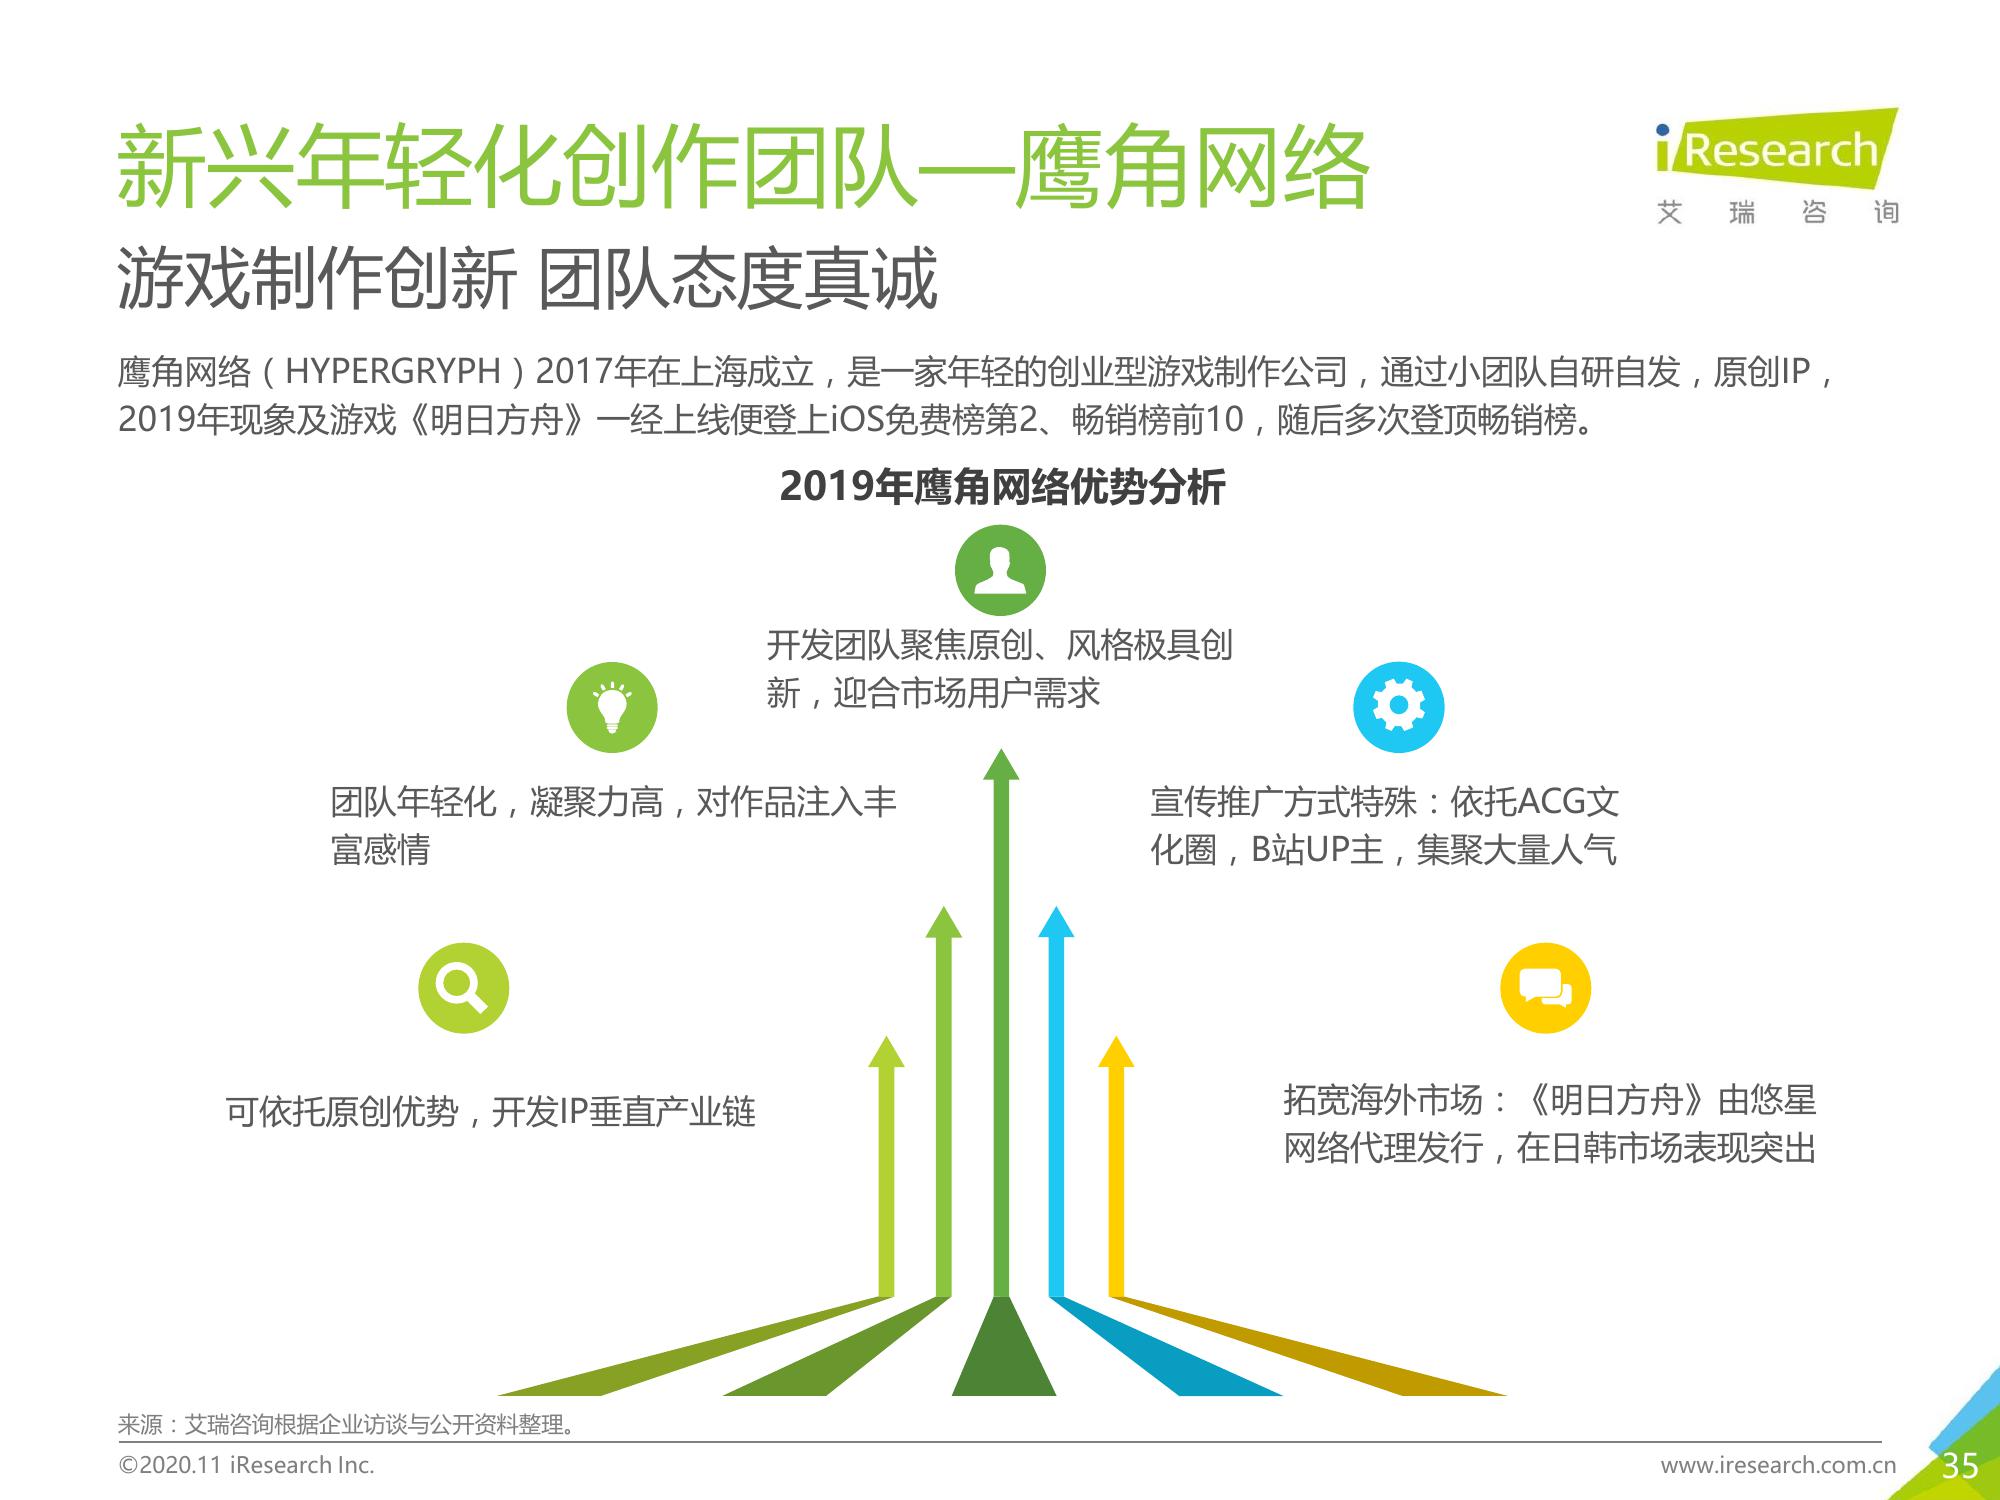 新兴年轻化创作团队—鹰角网络
iResearch
艾瑞咨询
游戏制作创新 团队态度真诚
鹰角网络（HYPERGRYPH）2017年在上海成立，是一家年轻的创业型游戏制作公司，通过小团队自研自发，原创IP，
2019年现象及游戏《明日方舟》一经上线便登上iOS免费榜第2、畅销榜前10，随后多次登顶畅销榜。
2019年鹰角网络优势分析
开发团队聚焦原创、风格极具创
新，迎合市场用户需求
团队年轻化，凝聚力高，对作品注入丰
富感情
宣传推广方式特殊：依托ACG文
化圈，B站UP主，集聚大量人气
可依托原创优势，开发IP垂直产业链
拓宽海外市场：《明日方舟》由悠星
网络代理发行，在日韩市场表现突出
来源：艾瑞咨询根据企业访谈与公开资料整理。
©2020.11 iResearch Inc.
www.iresearch.com.cn
35